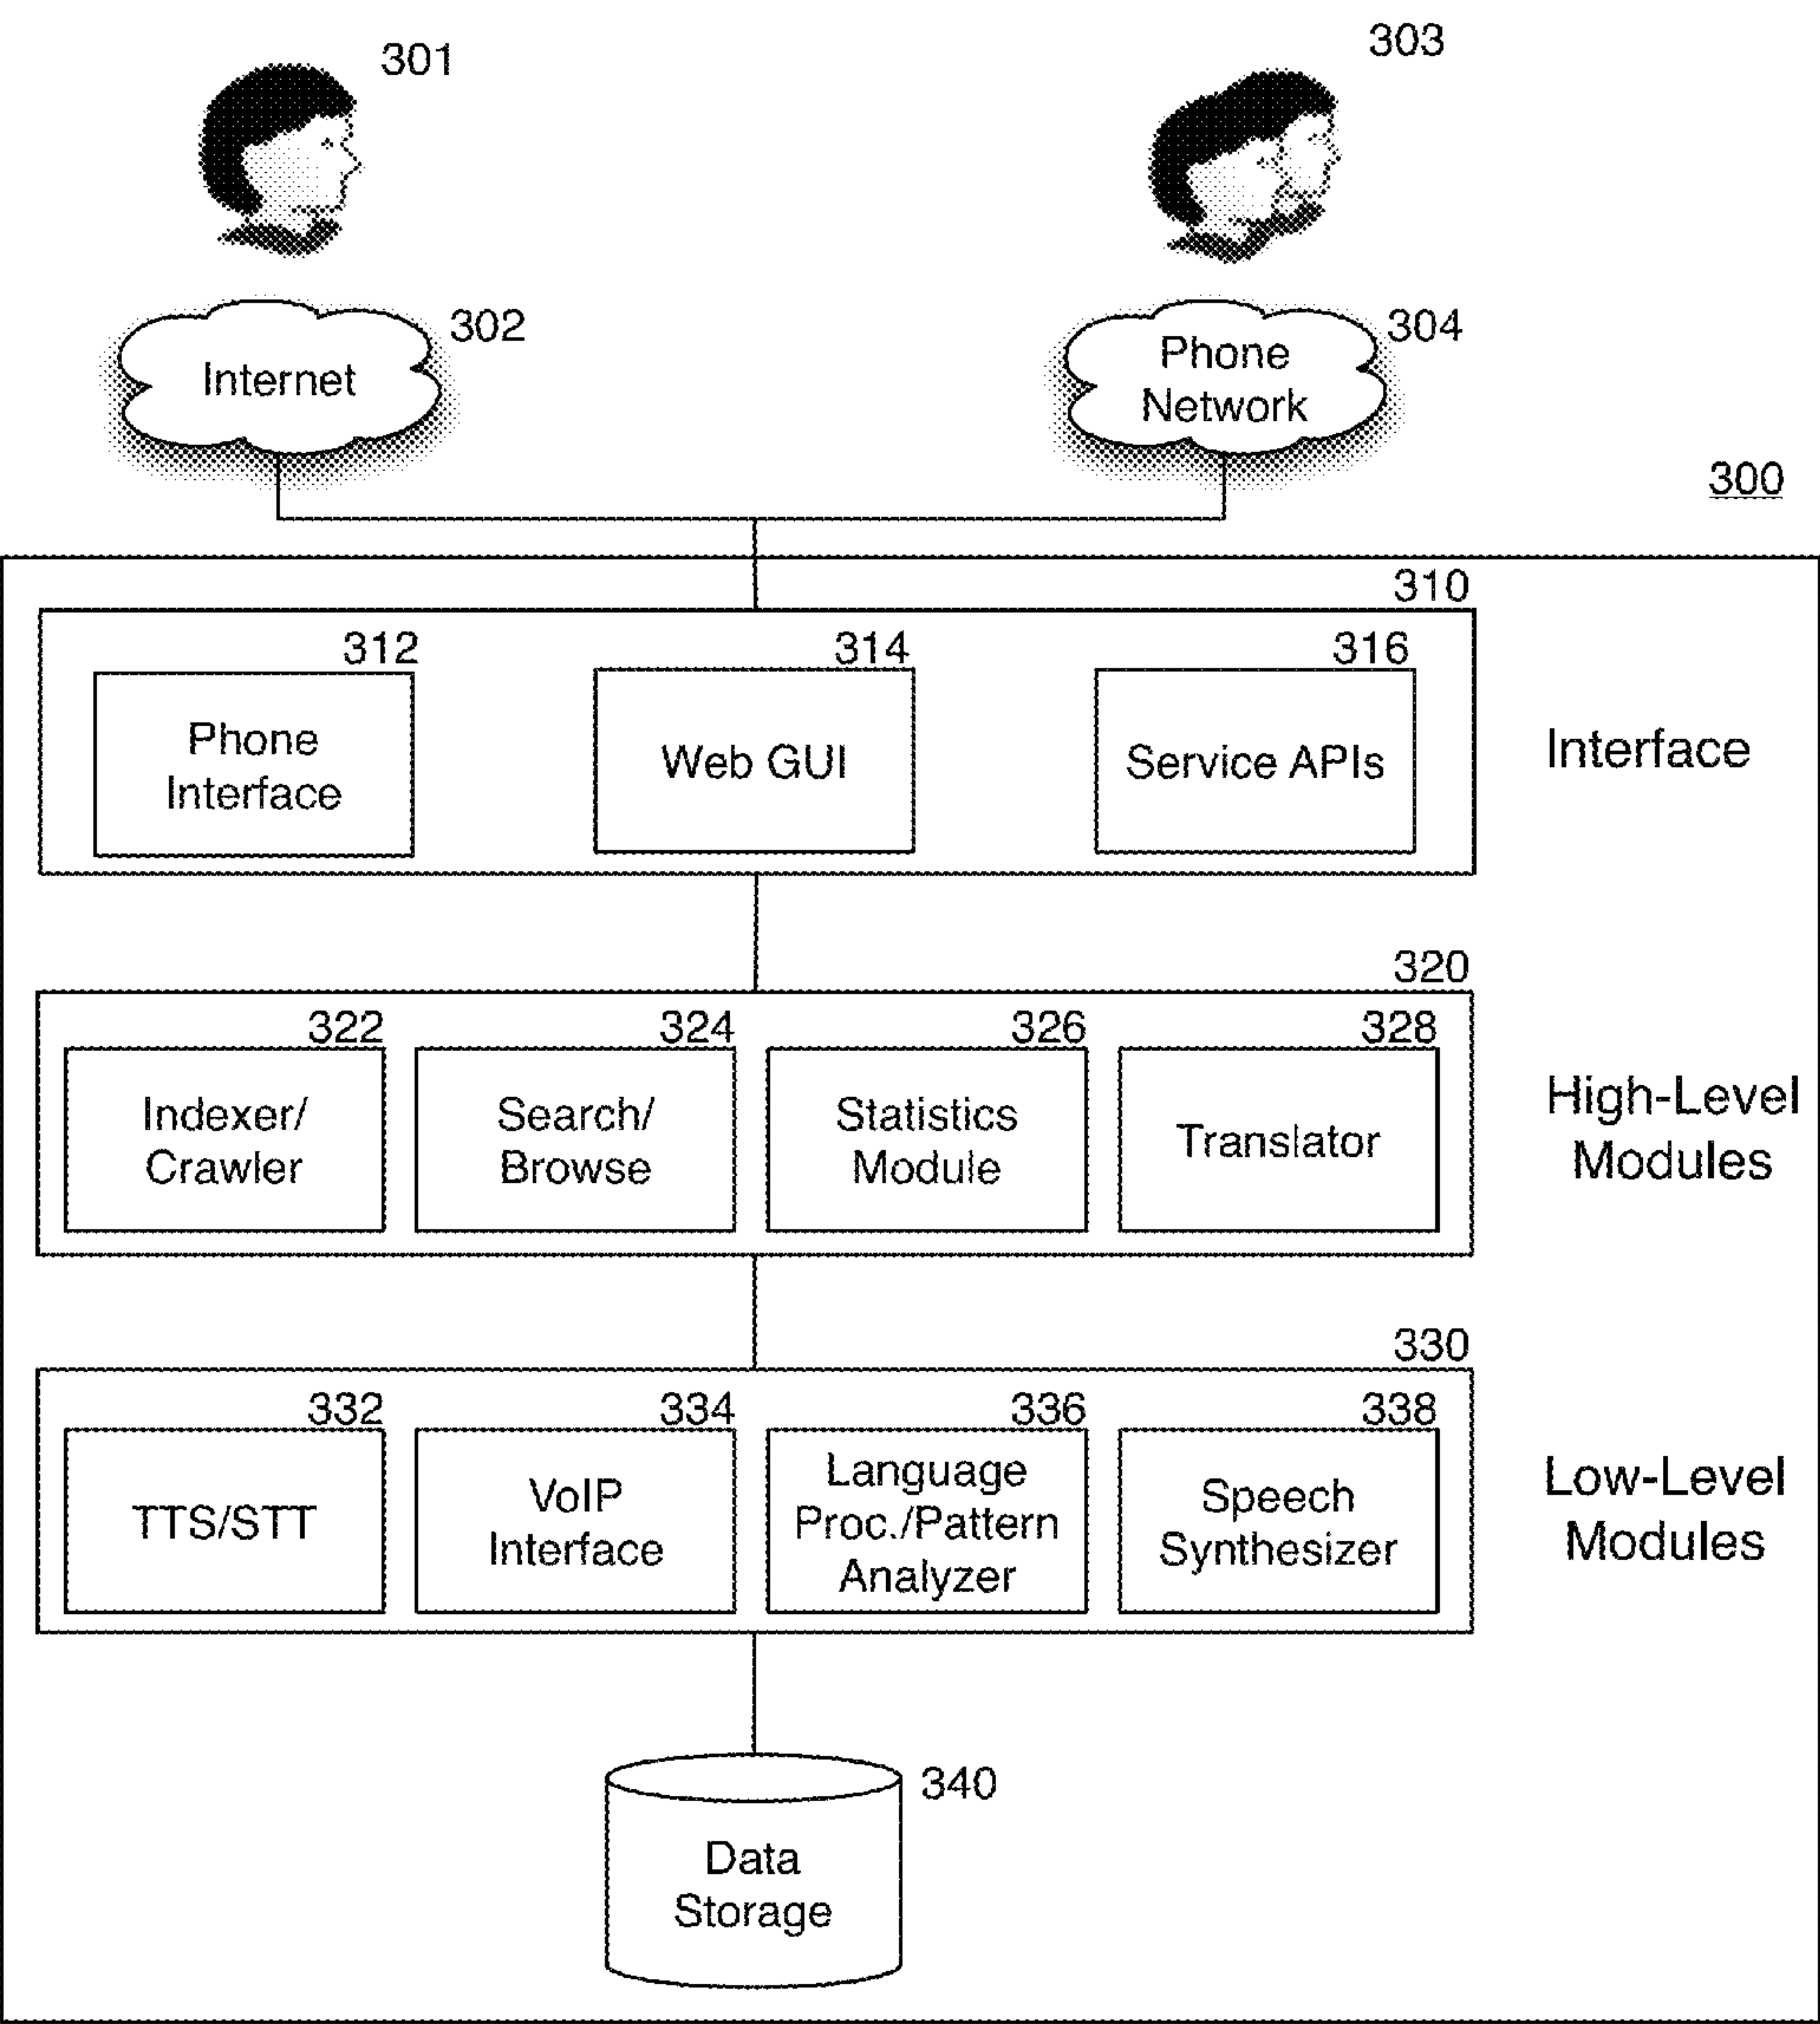 301
303
302
Internet
304
Phone
Network
300
310
312
314
316
Phone
Interface
Web GUI
Service APIs
Interface
320
322
324
326
328
Indexer/
Crawler
Search/
Browse
Statistics
Module
Translator
High-Level
Modules
330
332
334
336
338
TTS/STT
VoIP
Interface
Language
Proc./Pattern
Analyzer
Speech
Synthesizer
Low-Level
Modules
340
Data
Storage